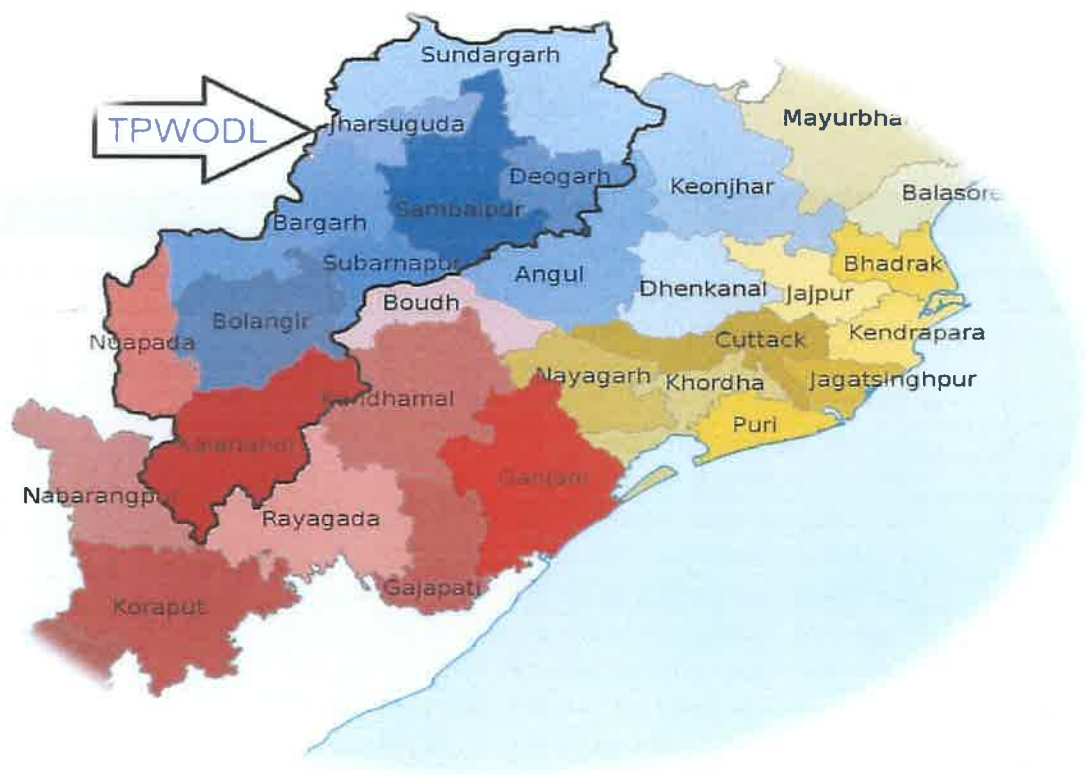 Sundargarh
TPWODL
Jharsuguda
Mayurbha
Deogarh
Keonjhar
Balasore
Sambalpur
Bargarh
Subarnapur
Angul
Bhadrak
Dhenkanal
Jajpur
Boudh
Bolangir
Nuapada
Cuttack
Kendrapara
Nayagarh
Khordha
Jagatsinghpur
Kandhamal
Puri
Kalahandi
Ganjam
Nabarangpur
Rayagada
Gajapati
Koraput